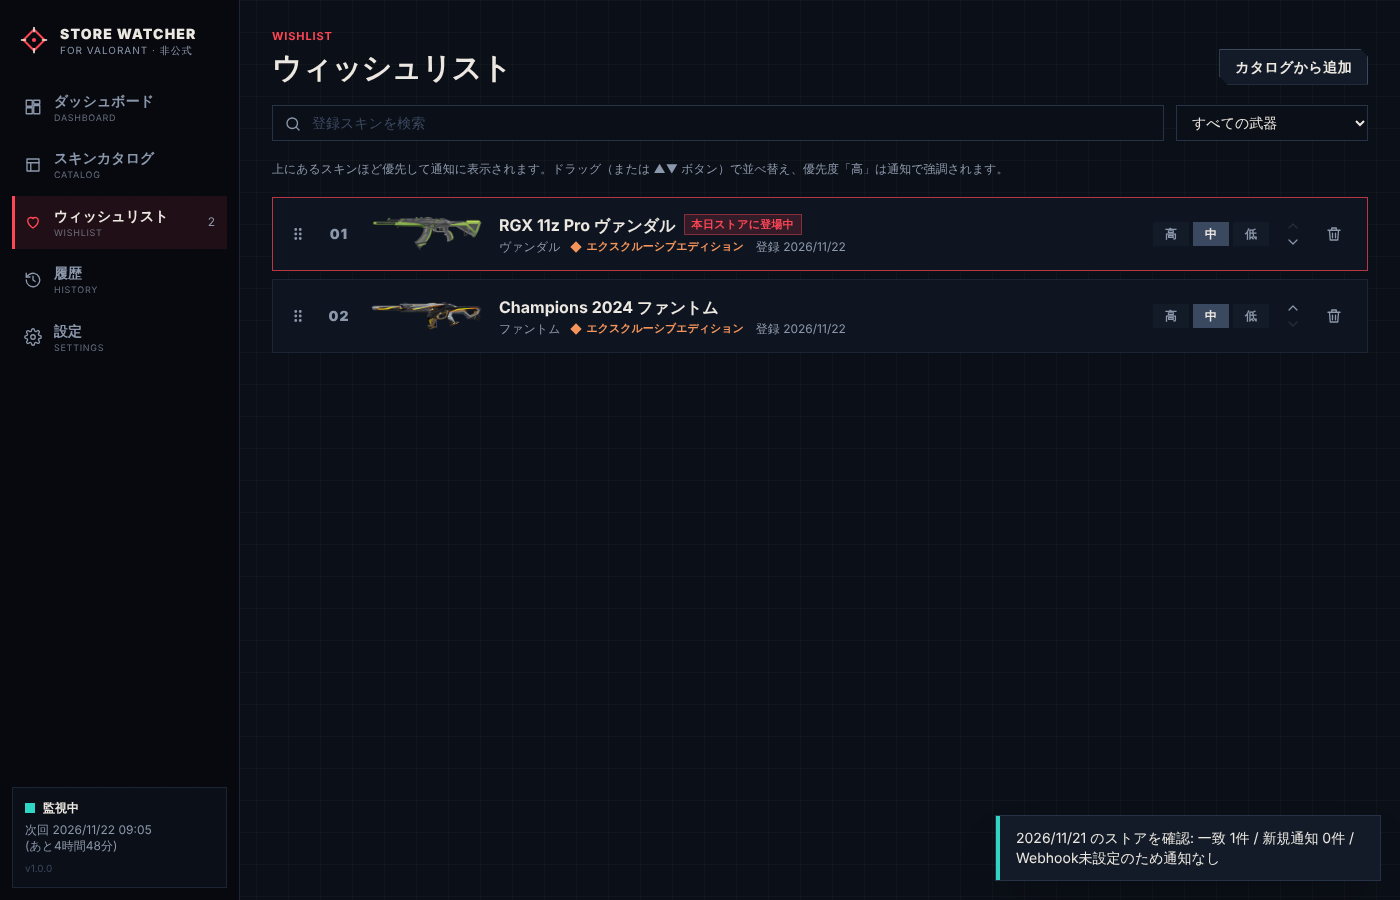 STORE WATCHER
FOR VALORANT · 非公式
ダッシュボード
DASHBOARD
スキンカタログ
CATALOG
ウィッシュリスト
WISHLIST
2
履歴
HISTORY
設定
SETTINGS
監視中
次回 2026/11/22 09:05
(あと4時間48分)
v1.0.0
WISHLIST
ウィッシュリスト
カタログから追加
登録スキンを検索
すべての武器
上にあるスキンほど優先して通知に表示されます。ドラッグ（または ▲▼ ボタン）で並べ替え、優先度「高」は通知で強調されます。
01
RGX 11z Pro ヴァンダル 本日ストアに登場中
ヴァンダル ◆ エクスクルーシブエディション 登録 2026/11/22
高 中 低
02
Champions 2024 ファントム
ファントム ◆ エクスクルーシブエディション 登録 2026/11/22
高 中 低
2026/11/21 のストアを確認: 一致 1件 / 新規通知 0件 /
Webhook未設定のため通知なし